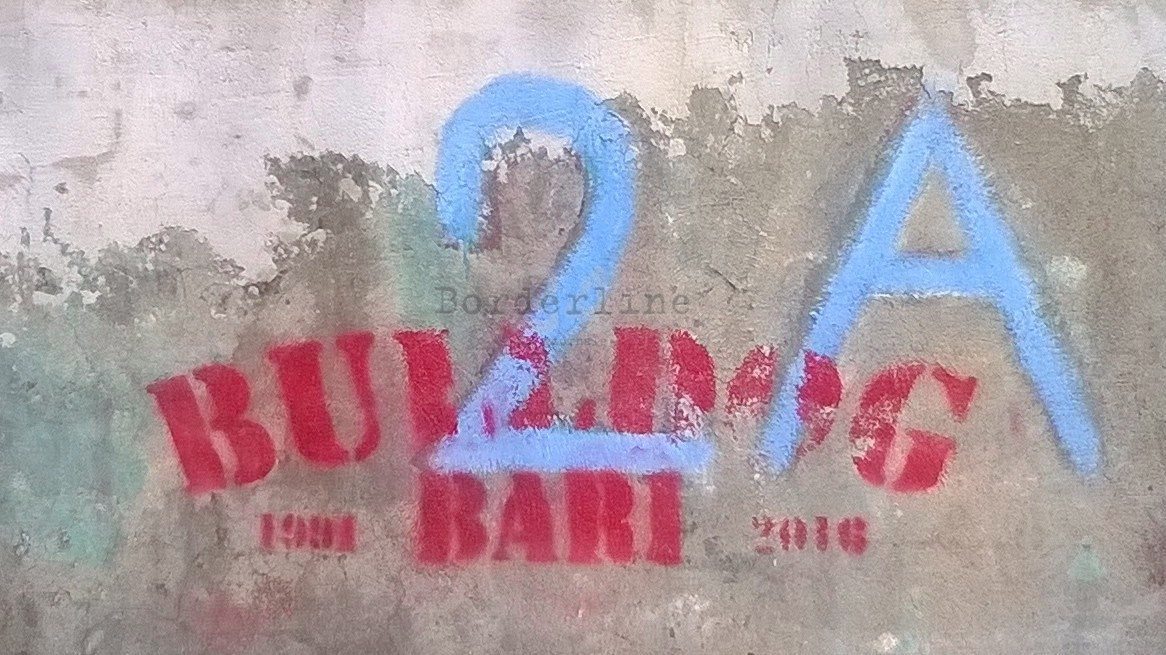 2A
Borderline
BULLDOG
BARI
1991 2016